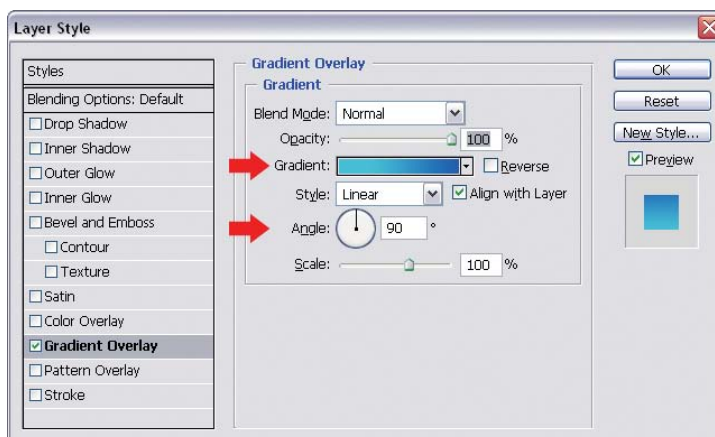 Layer Style
Styles
Blending Options: Default
Drop Shadow
Inner Shadow
Outer Glow
Inner Glow
Bevel and Emboss
Contour
Texture
Satin
Color Overlay
Gradient Overlay
Pattern Overlay
Stroke
Gradient Overlay
Gradient
Blend Mode: Normal
Opacity: 100 %
Gradient: Reverse
Style: Linear Align with Layer
Angle: 90 °
Scale: 100 %
OK
Reset
New Style...
Preview